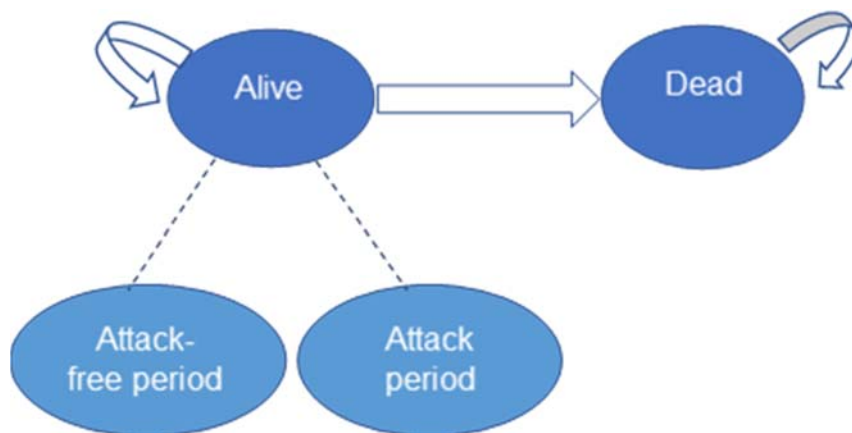 Alive
Dead
Attack-
free period
Attack
period